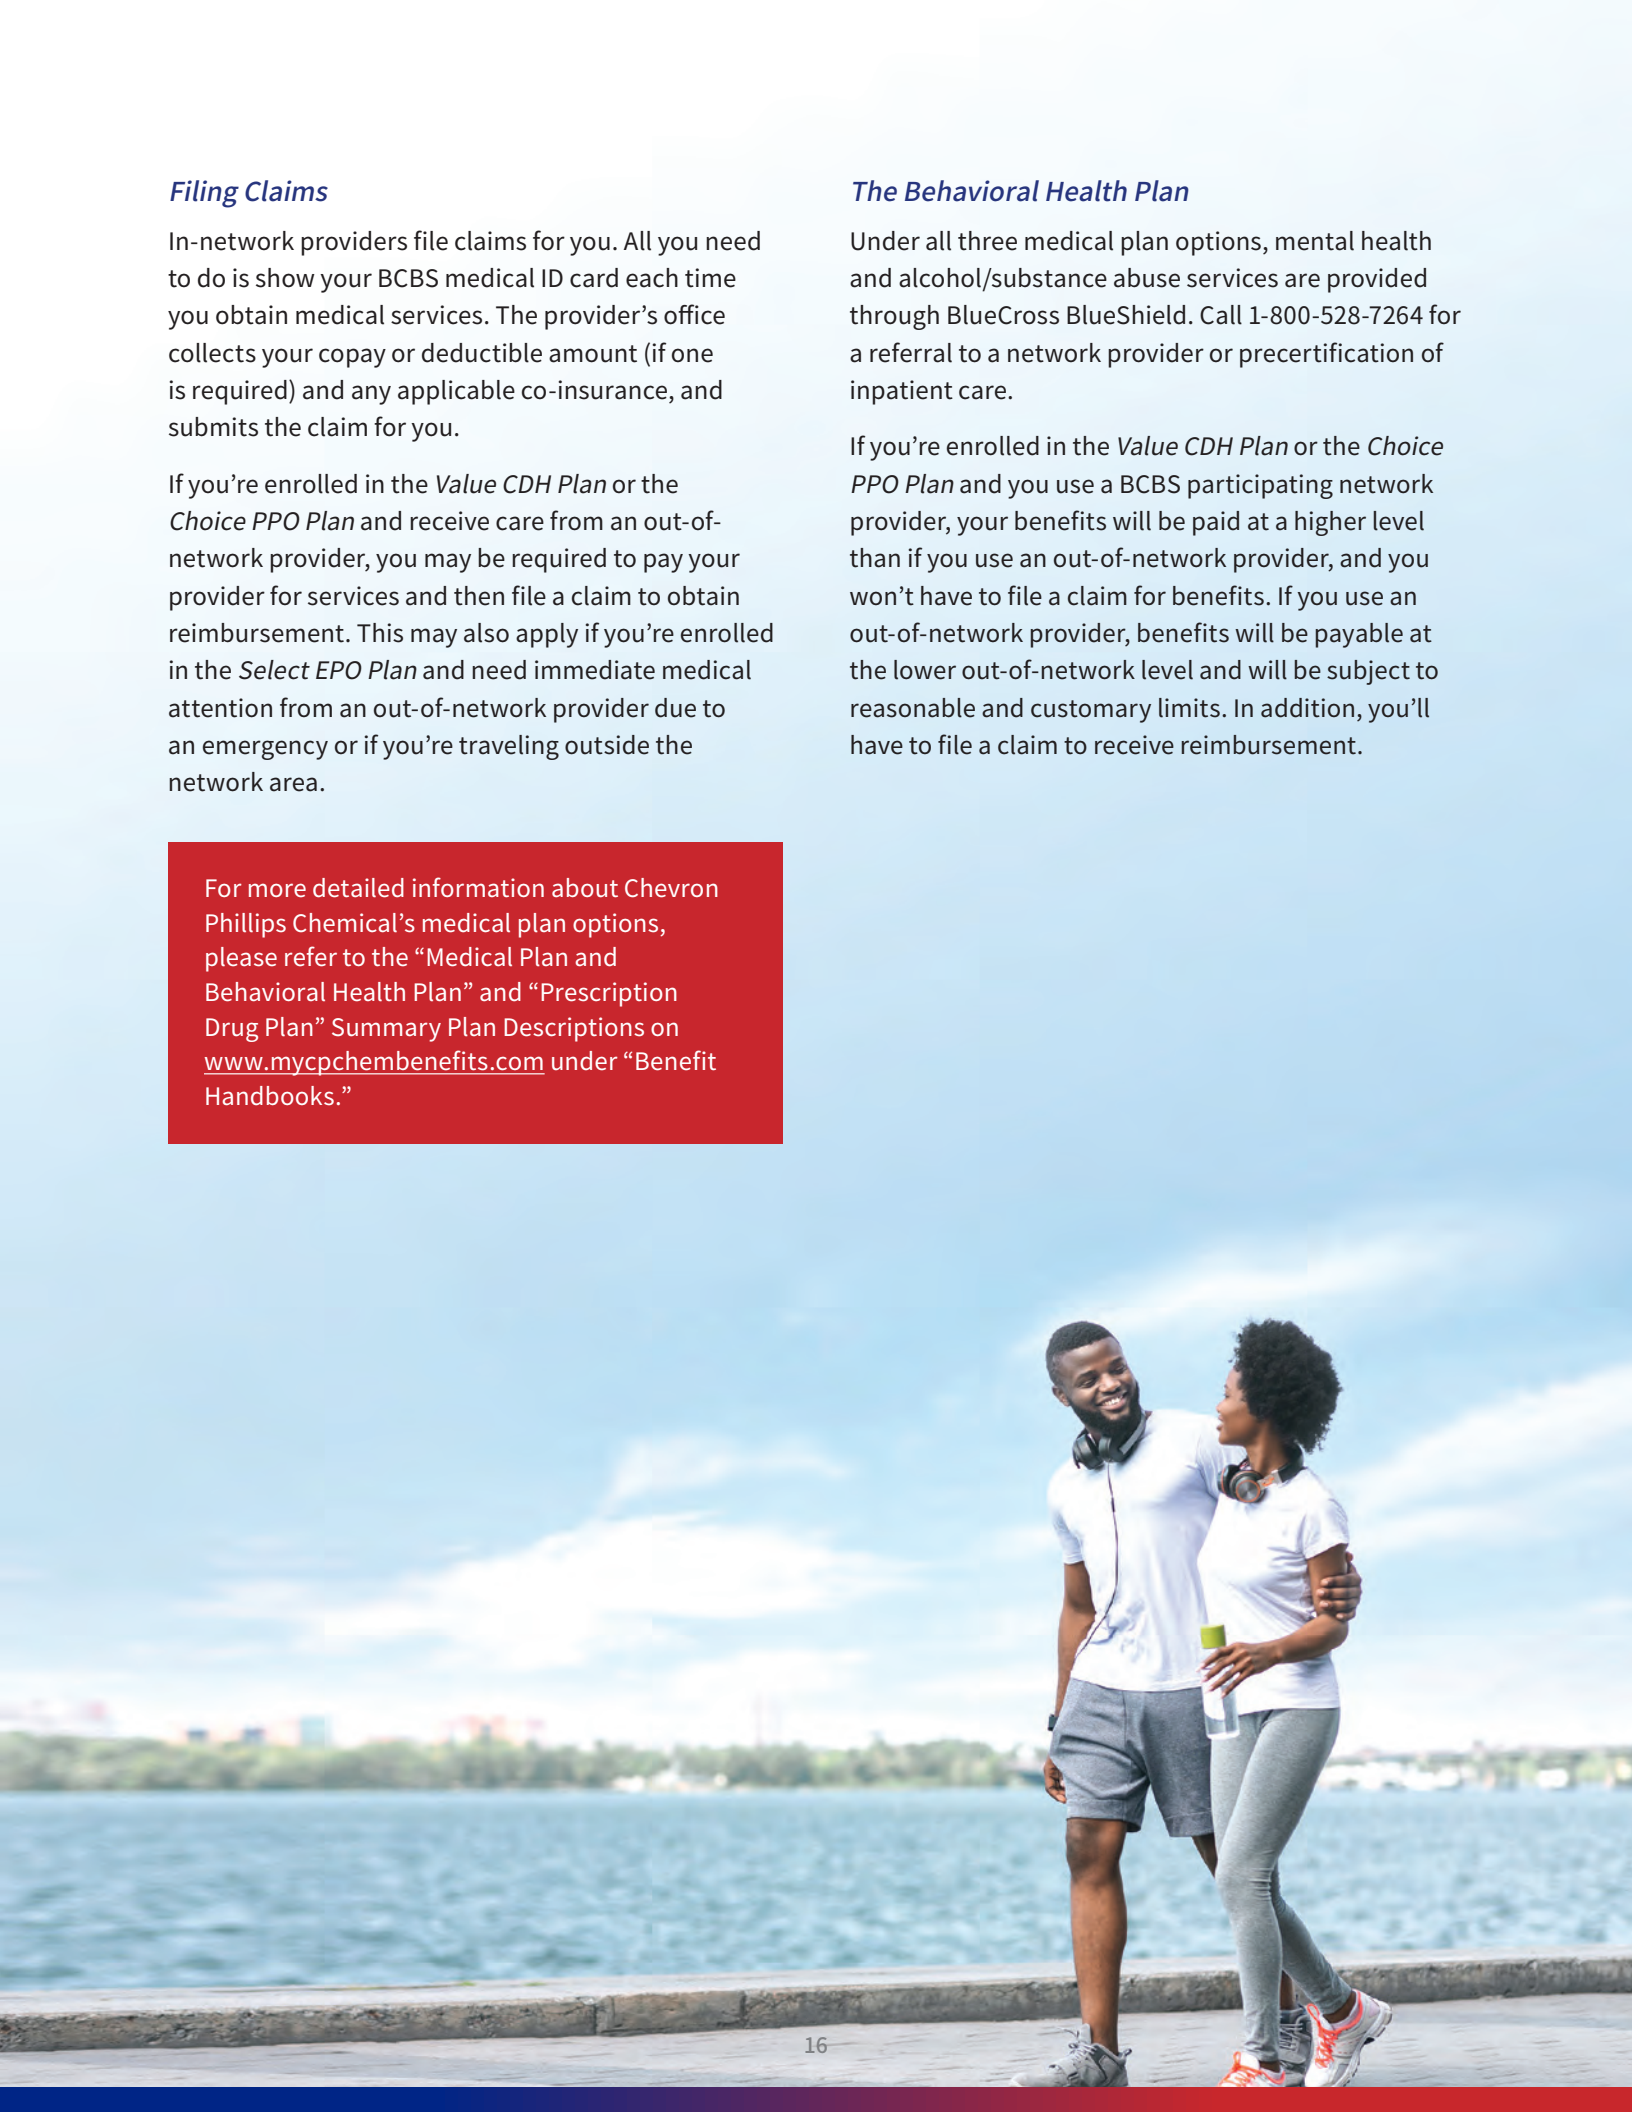 Filing Claims
In-network providers file claims for you. All you need
to do is show your BCBS medical ID card each time
you obtain medical services. The provider’s office
collects your copay or deductible amount (if one
is required) and any applicable co-insurance, and
submits the claim for you.
If you’re enrolled in the Value CDH Plan or the
Choice PPO Plan and receive care from an out-of-
network provider, you may be required to pay your
provider for services and then file a claim to obtain
reimbursement. This may also apply if you’re enrolled
in the Select EPO Plan and need immediate medical
attention from an out-of-network provider due to
an emergency or if you’re traveling outside the
network area.
For more detailed information about Chevron
Phillips Chemical’s medical plan options,
please refer to the “Medical Plan and
Behavioral Health Plan” and “Prescription
Drug Plan” Summary Plan Descriptions on
www.mycpchembenefits.com under “Benefit
Handbooks.”
The Behavioral Health Plan
Under all three medical plan options, mental health
and alcohol/substance abuse services are provided
through BlueCross BlueShield. Call 1-800-528-7264 for
a referral to a network provider or precertification of
inpatient care.
If you’re enrolled in the Value CDH Plan or the Choice
PPO Plan and you use a BCBS participating network
provider, your benefits will be paid at a higher level
than if you use an out-of-network provider, and you
won’t have to file a claim for benefits. If you use an
out-of-network provider, benefits will be payable at
the lower out-of-network level and will be subject to
reasonable and customary limits. In addition, you’ll
have to file a claim to receive reimbursement.
16